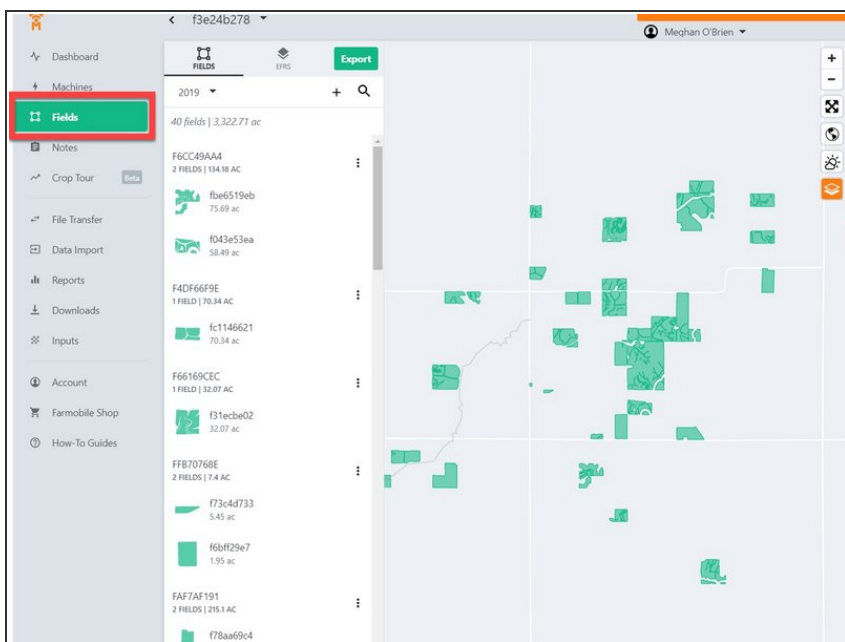 f3e24b278
Meghan O'Brien
Dashboard
Machines
Fields
Notes
Crop Tour Beta
File Transfer
Data Import
Reports
Downloads
Inputs
Account
Farmobile Shop
How-To Guides
FIELDS
EFRS
Export
2019
40 fields | 3,322.71 ac
F6CC49AA4
2 FIELDS | 134.18 AC
fbe6519eb
75.69 ac
f043e53ea
58.49 ac
F4DF66F9E
1 FIELD | 70.34 AC
fc1146621
70.34 ac
F66169CEC
1 FIELD | 32.07 AC
f31ecbe02
32.07 ac
FFB70768E
2 FIELDS | 7.4 AC
f73c4d733
5.45 ac
f6bff29e7
1.95 ac
FAF7AF191
2 FIELDS | 215.1 AC
f78aa69c4